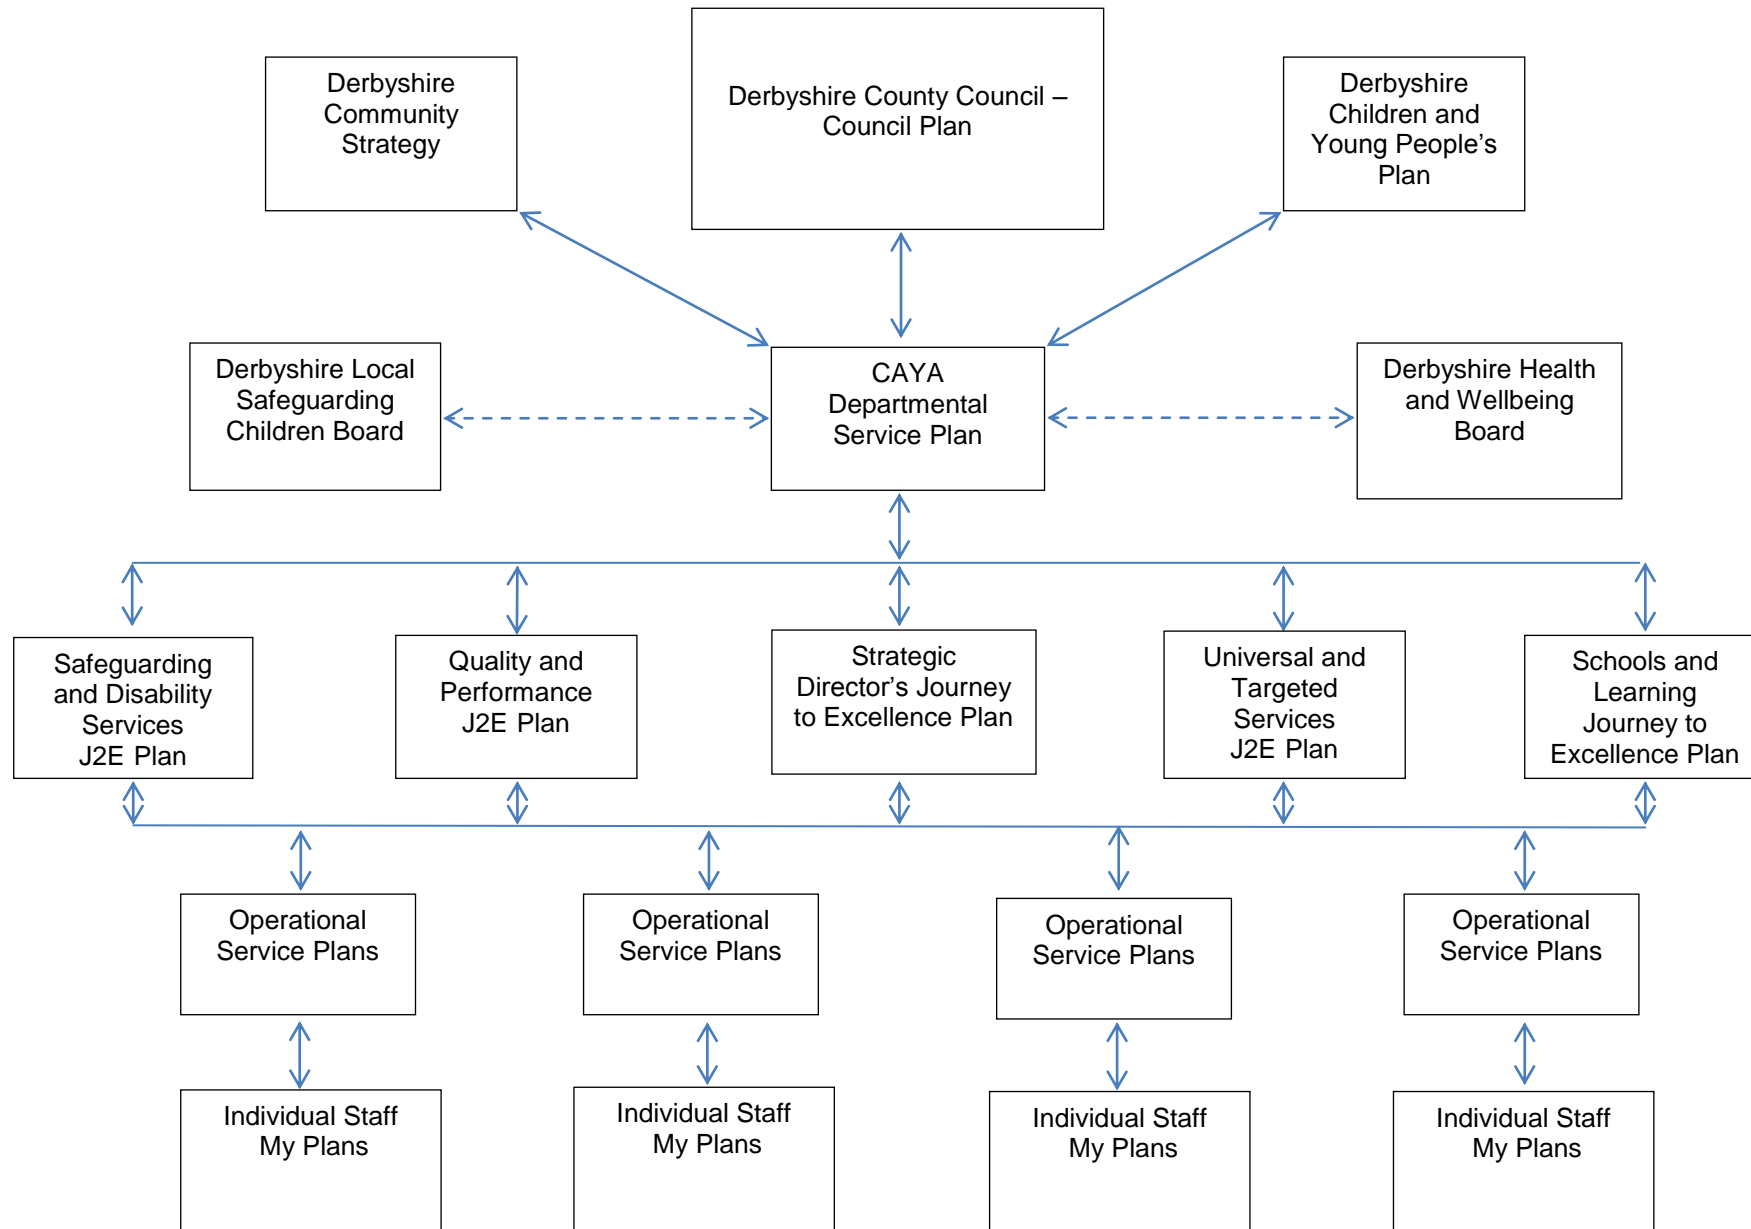 Derbyshire
Community
Strategy
Derbyshire County Council –
Council Plan
Derbyshire
Children and
Young People’s
Plan
Derbyshire Local
Safeguarding
Children Board
CAYA
Departmental
Service Plan
Derbyshire Health
and Wellbeing
Board
Safeguarding
and Disability
Services
J2E Plan
Quality and
Performance
J2E Plan
Strategic
Director’s Journey
to Excellence Plan
Universal and
Targeted
Services
J2E Plan
Schools and
Learning
Journey to
Excellence Plan
Operational
Service Plans
Operational
Service Plans
Operational
Service Plans
Operational
Service Plans
Individual Staff
My Plans
Individual Staff
My Plans
Individual Staff
My Plans
Individual Staff
My Plans